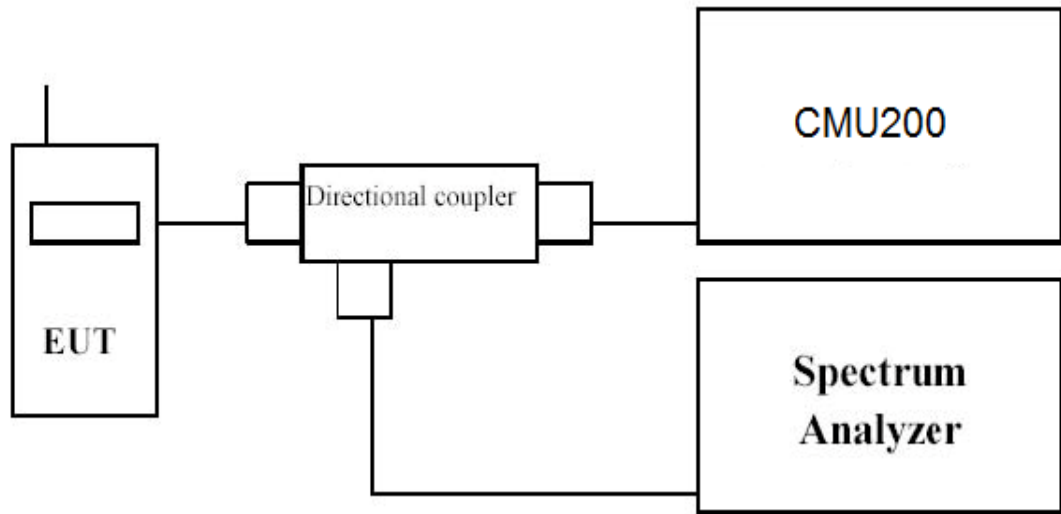 CMU200
Directional coupler
EUT
Spectrum
Analyzer